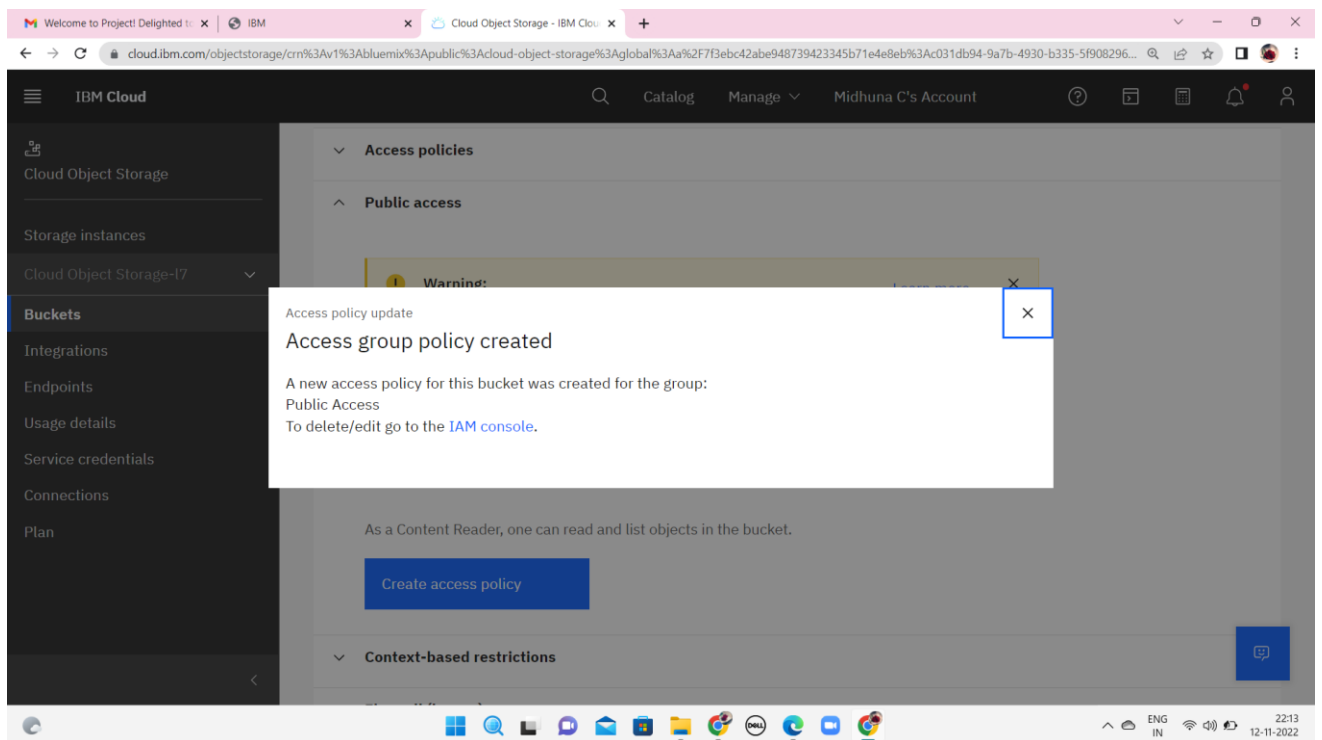 Welcome to Project! Delighted to
IBM
Cloud Object Storage - IBM Clou
cloud.ibm.com/objectstorage/crn%3Av1%3Abluemix%3Apublic%3Acloud-object-storage%3Aglobal%3Aa%2F7f3ebc42abe948739423345b71e4e8eb%3Ac031db94-9a7b-4930-b335-5f908296...
IBM Cloud
Catalog
Manage
Midhuna C's Account
Cloud Object Storage
Storage instances
Cloud Object Storage-l7
Buckets
Integrations
Endpoints
Usage details
Service credentials
Connections
Plan
Access policies
Public access
Warning:
Learn more
Access policy update
Access group policy created
A new access policy for this bucket was created for the group:
Public Access
To delete/edit go to the IAM console.
As a Content Reader, one can read and list objects in the bucket.
Create access policy
Context-based restrictions
DELL
ENG
IN
22:13
12-11-2022